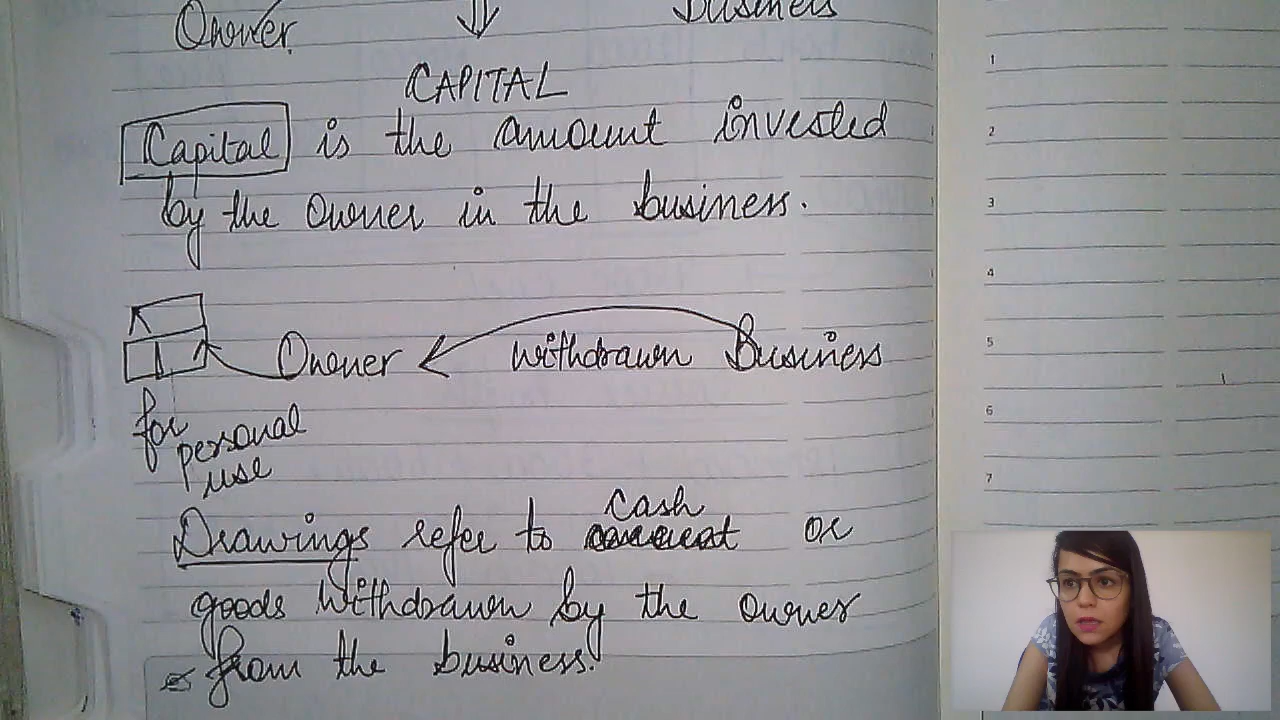 Owner Business
CAPITAL
Capital is the amount invested
by the owner in the business.
Owner withdrawn Business
for
personal
use
cash
Drawings refer to or
goods withdrawn by the owner
from the business.
1
2
3
4
5
6
7